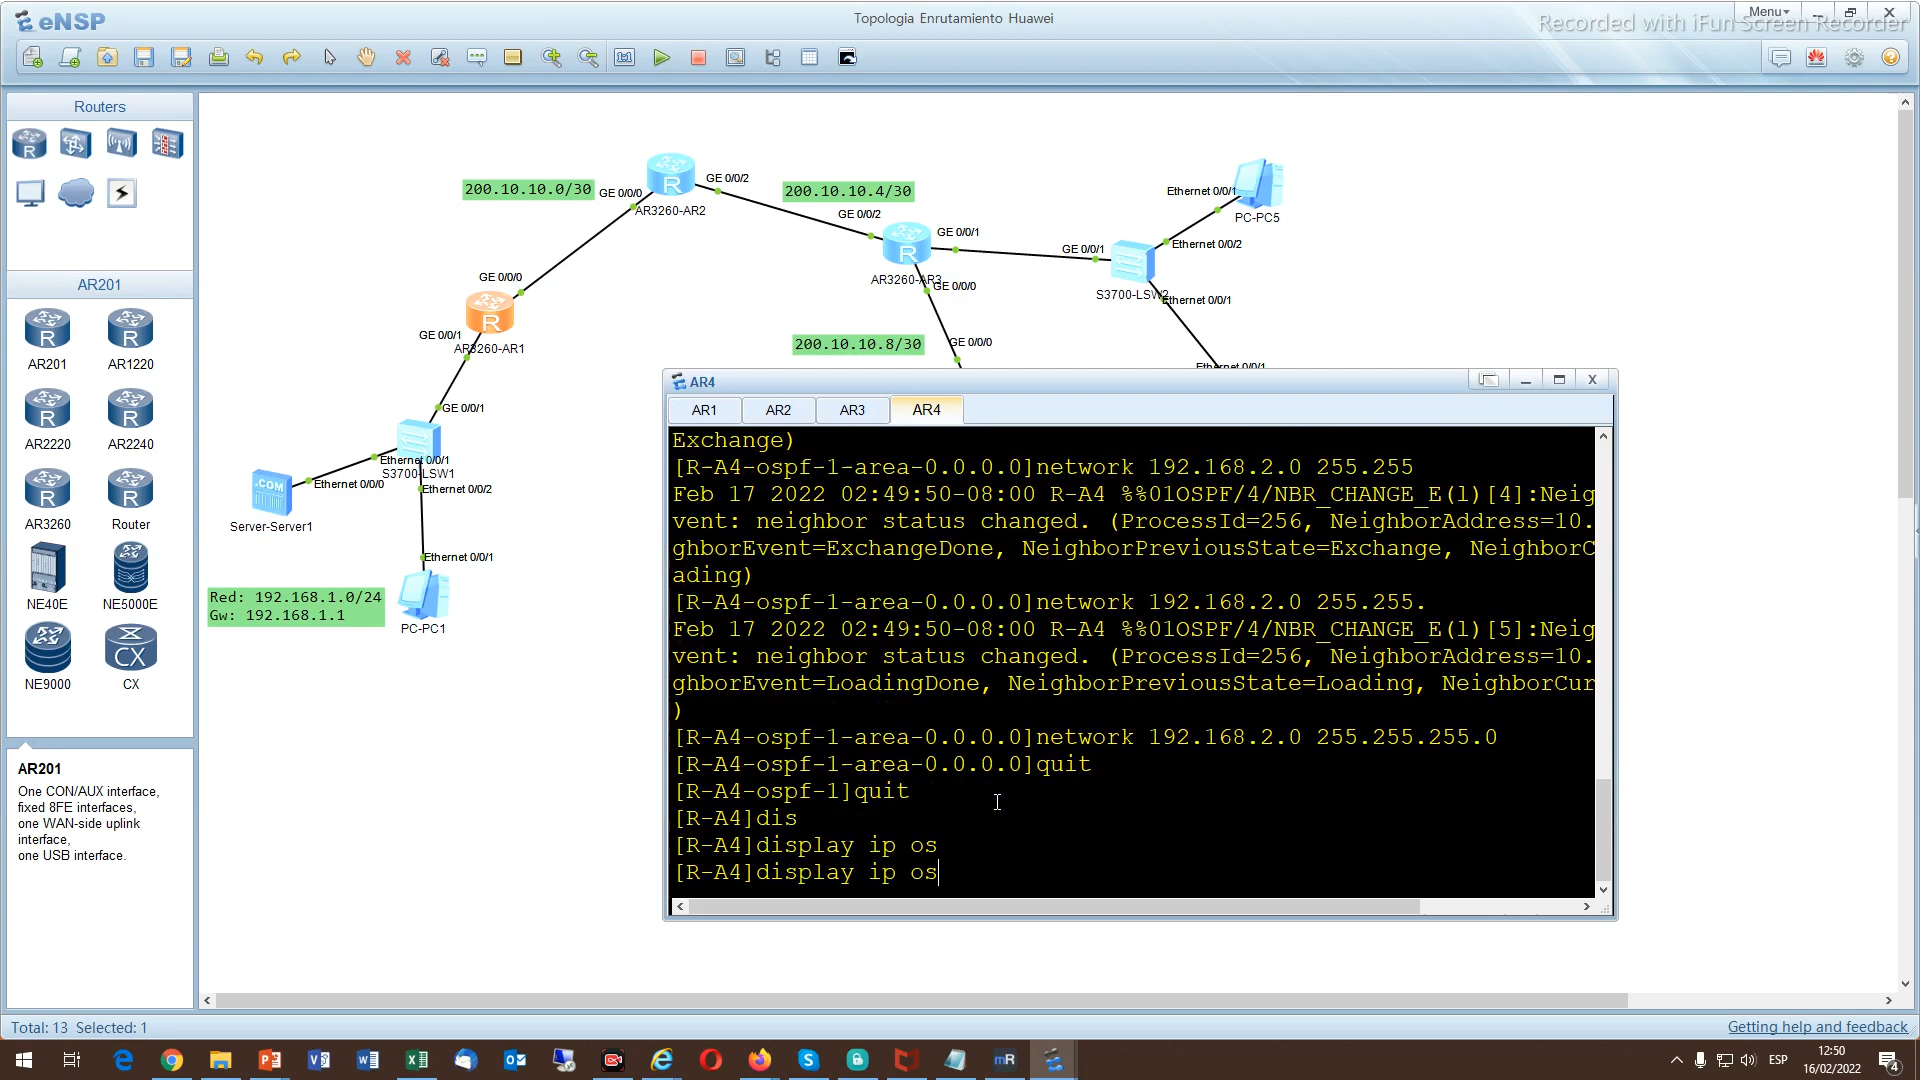 eNSP
Topologia Enrutamiento Huawei
Menu
Recorded with iFun Screen Recorder
Routers
AR201
AR201
AR1220
AR2220
AR2240
AR3260
Router
NE40E
NE5000E
NE9000
CX
AR201
One CON/AUX interface,
fixed 8FE interfaces,
one WAN-side uplink
interface,
one USB interface.
200.10.10.0/30
GE 0/0/0
AR3260-AR2
GE 0/0/2
200.10.10.4/30
GE 0/0/2
GE 0/0/1
AR3260-AR3
GE 0/0/0
GE 0/0/1
S3700-LSW2
Ethernet 0/0/1
PC-PC5
Ethernet 0/0/2
Ethernet 0/0/1
Ethernet 0/0/1
GE 0/0/0
GE 0/0/1
AR3260-AR1
200.10.10.8/30
GE 0/0/0
GE 0/0/1
Ethernet 0/0/1
S3700-LSW1
Ethernet 0/0/0
Ethernet 0/0/2
.COM
Server-Server1
Ethernet 0/0/1
Red: 192.168.1.0/24
Gw: 192.168.1.1
PC-PC1
AR4
AR1
AR2
AR3
AR4
Exchange)
[R-A4-ospf-1-area-0.0.0.0]network 192.168.2.0 255.255
Feb 17 2022 02:49:50-08:00 R-A4 %%01OSPF/4/NBR_CHANGE_E(l)[4]:Neig
vent: neighbor status changed. (ProcessId=256, NeighborAddress=10.
ghborEvent=ExchangeDone, NeighborPreviousState=Exchange, NeighborC
ading)
[R-A4-ospf-1-area-0.0.0.0]network 192.168.2.0 255.255.
Feb 17 2022 02:49:50-08:00 R-A4 %%01OSPF/4/NBR_CHANGE_E(l)[5]:Neig
vent: neighbor status changed. (ProcessId=256, NeighborAddress=10.
ghborEvent=LoadingDone, NeighborPreviousState=Loading, NeighborCur
)
[R-A4-ospf-1-area-0.0.0.0]network 192.168.2.0 255.255.255.0
[R-A4-ospf-1-area-0.0.0.0]quit
[R-A4-ospf-1]quit
[R-A4]dis
[R-A4]display ip os
[R-A4]display ip os
Total: 13 Selected: 1
Getting help and feedback
ESP
12:50
16/02/2022
4